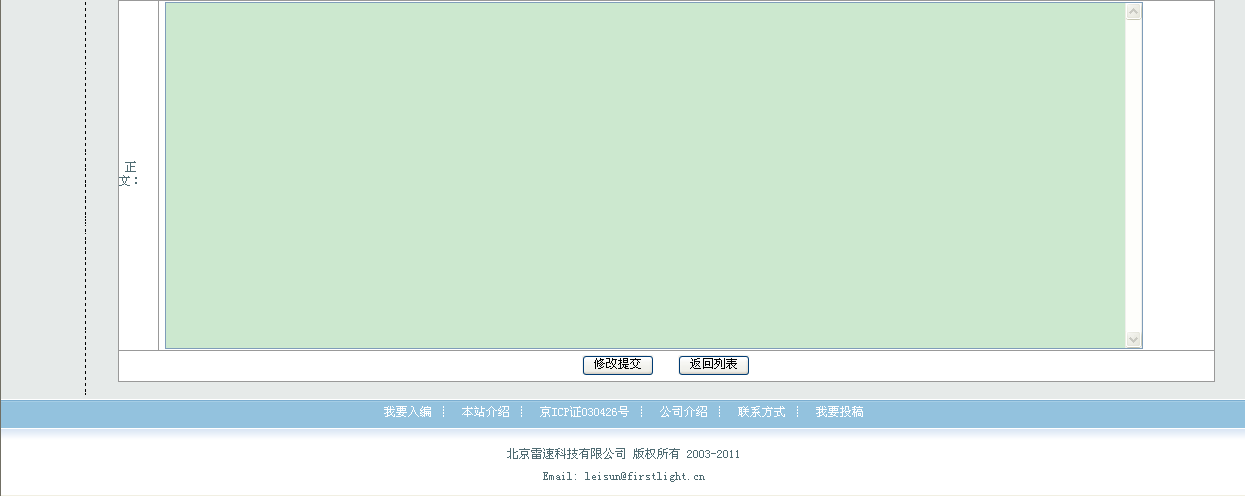 正
文：
修改提交 返回列表
我要入编 ┊ 本站介绍 ┊ 京ICP证030426号 ┊ 公司介绍 ┊ 联系方式 ┊ 我要投稿
北京雷速科技有限公司 版权所有 2003-2011
Email: leisun@firstlight.cn